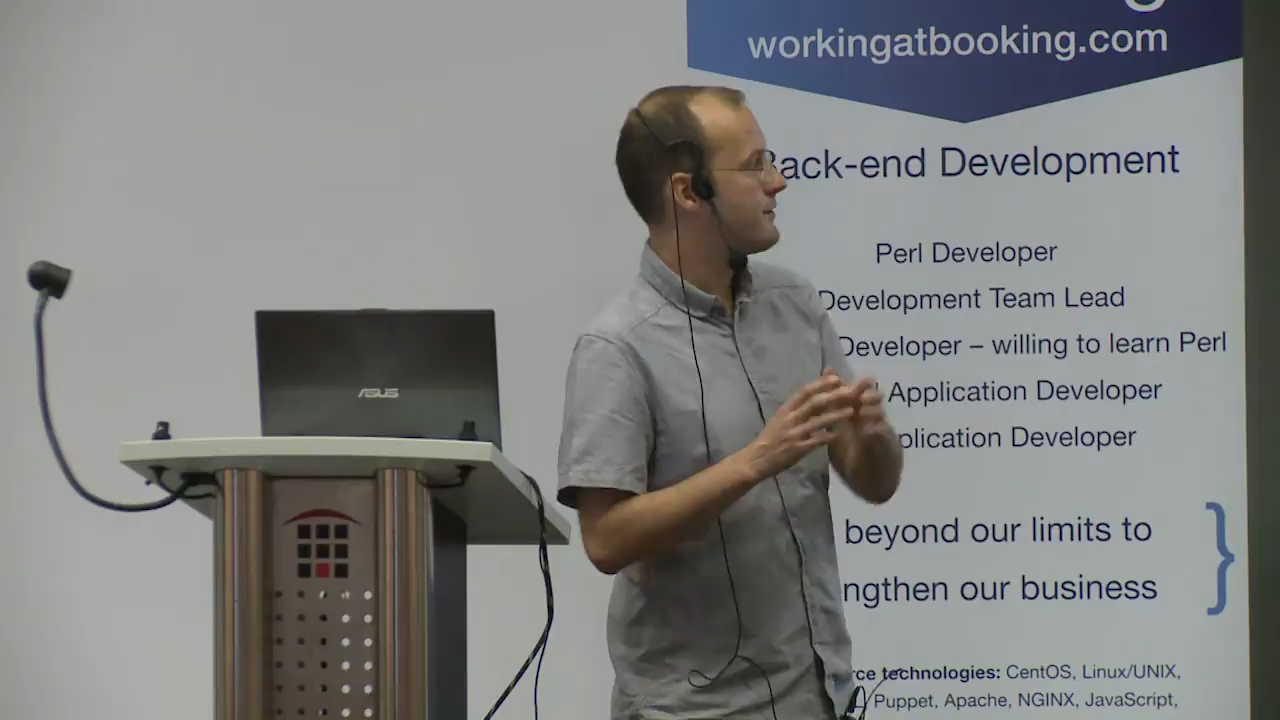 workingatbooking.com
ack-end Development
Perl Developer
Development Team Lead
Developer – willing to learn Perl
Application Developer
plication Developer
beyond our limits to
ngthen our business
}
rce technologies: CentOS, Linux/UNIX,
Puppet, Apache, NGINX, JavaScript,
ASUS